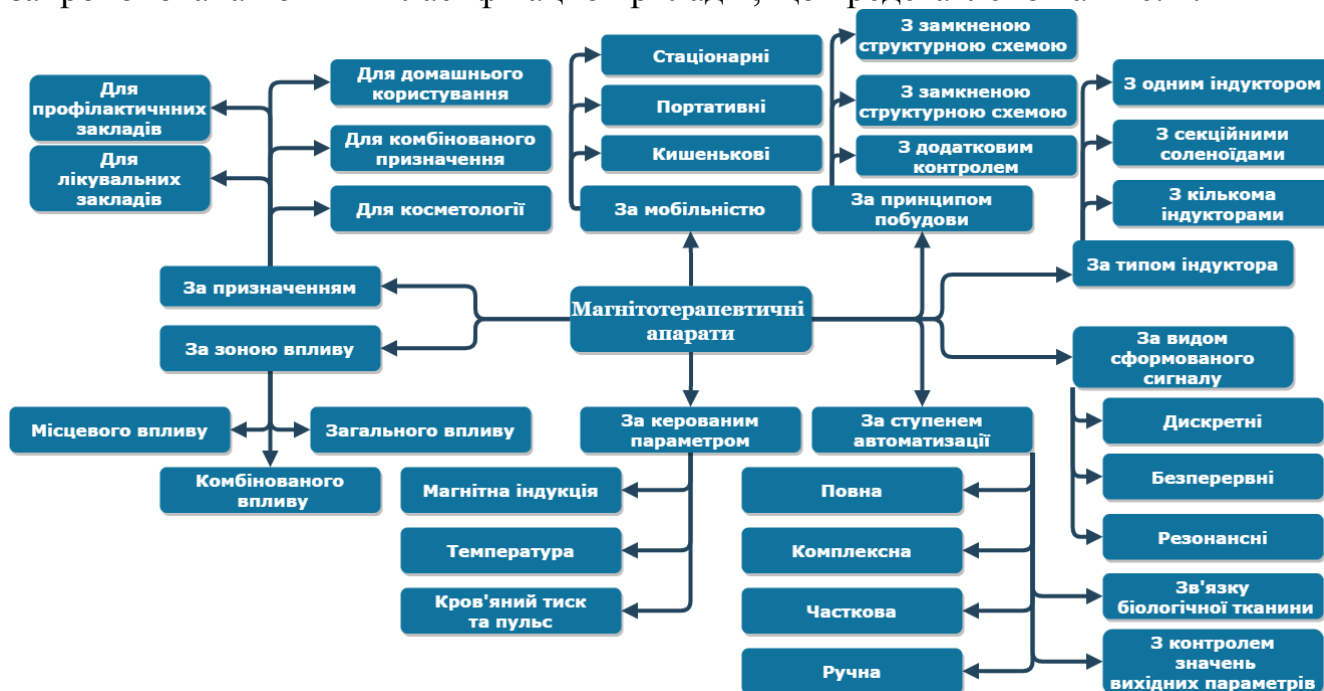 З замкненою
структурною схемою
Стаціонарні
Для
профілактичнних
закладів
Для домашнього
користування
З одним індуктором
Портативні
З замкненою
структурною схемою
Для комбінованого
призначення
З секційними
соленоїдами
Для
лікувальних
закладів
Кишенькові
З додатковим
контролем
Для косметології
За мобільністю
За принципом
побудови
З кількома
індукторами
За призначенням
За типом індуктора
Магнітотерапевтичні
апарати
За зоною впливу
За видом
сформованого
сигналу
Місцевого впливу
Загального впливу
За керованим
параметром
За ступенем
автоматизації
Дискретні
Комбінованого
впливу
Магнітна індукція
Повна
Безперервні
Температура
Комплексна
Резонансні
Кров'яний тиск
та пульс
Часткова
Зв'язку
біологічної тканини
Ручна
З контролем
значень
вихідних параметрів